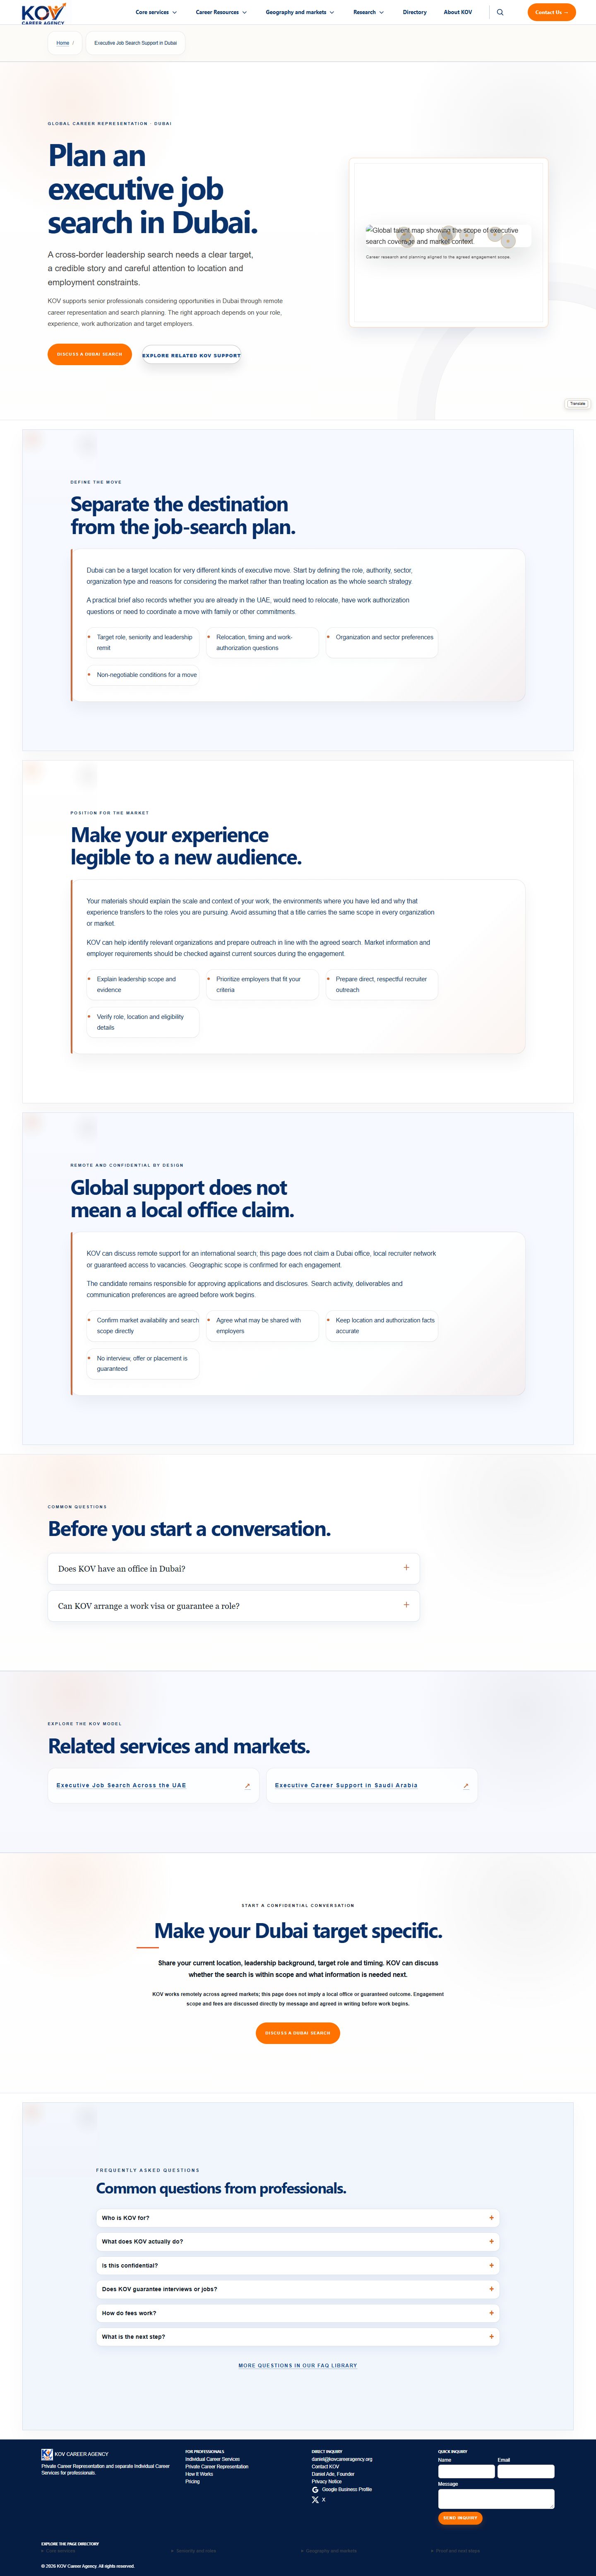 KOV
CAREER AGENCY
Core services
Career Resources
Geography and markets
Research
Directory
About KOV
Contact Us →
Home /
Executive Job Search Support in Dubai
GLOBAL CAREER REPRESENTATION · DUBAI
Plan an
executive job
search in Dubai.
A cross-border leadership search needs a clear target,
a credible story and careful attention to location and
employment constraints.
KOV supports senior professionals considering opportunities in Dubai through remote
career representation and search planning. The right approach depends on your role,
experience, work authorization and target employers.
DISCUSS A DUBAI SEARCH
EXPLORE RELATED KOV SUPPORT
Global talent map showing the scope of executive
search coverage and market context.
Career research and planning aligned to the agreed engagement scope.
Translate
DEFINE THE MOVE
Separate the destination
from the job-search plan.
Dubai can be a target location for very different kinds of executive move. Start by defining the role, authority, sector,
organization type and reasons for considering the market rather than treating location as the whole search strategy.
A practical brief also records whether you are already in the UAE, would need to relocate, have work authorization
questions or need to coordinate a move with family or other commitments.
Target role, seniority and leadership
remit
Relocation, timing and work-
authorization questions
Organization and sector preferences
Non-negotiable conditions for a move
POSITION FOR THE MARKET
Make your experience
legible to a new audience.
Your materials should explain the scale and context of your work, the environments where you have led and why that
experience transfers to the roles you are pursuing. Avoid assuming that a title carries the same scope in every organization
or market.
KOV can help identify relevant organizations and prepare outreach in line with the agreed search. Market information and
employer requirements should be checked against current sources during the engagement.
Explain leadership scope and
evidence
Prioritize employers that fit your
criteria
Prepare direct, respectful recruiter
outreach
Verify role, location and eligibility
details
REMOTE AND CONFIDENTIAL BY DESIGN
Global support does not
mean a local office claim.
KOV can discuss remote support for an international search; this page does not claim a Dubai office, local recruiter network
or guaranteed access to vacancies. Geographic scope is confirmed for each engagement.
The candidate remains responsible for approving applications and disclosures. Search activity, deliverables and
communication preferences are agreed before work begins.
Confirm market availability and search
scope directly
Agree what may be shared with
employers
Keep location and authorization facts
accurate
No interview, offer or placement is
guaranteed
COMMON QUESTIONS
Before you start a conversation.
Does KOV have an office in Dubai?
Can KOV arrange a work visa or guarantee a role?
EXPLORE THE KOV MODEL
Related services and markets.
Executive Job Search Across the UAE ↗
Executive Career Support in Saudi Arabia ↗
START A CONFIDENTIAL CONVERSATION
Make your Dubai target specific.
Share your current location, leadership background, target role and timing. KOV can discuss
whether the search is within scope and what information is needed next.
KOV works remotely across agreed markets; this page does not imply a local office or guaranteed outcome. Engagement
scope and fees are discussed directly by message and agreed in writing before work begins.
DISCUSS A DUBAI SEARCH
FREQUENTLY ASKED QUESTIONS
Common questions from professionals.
Who is KOV for?
What does KOV actually do?
Is this confidential?
Does KOV guarantee interviews or jobs?
How do fees work?
What is the next step?
MORE QUESTIONS IN OUR FAQ LIBRARY
KOV CAREER AGENCY
Private Career Representation and separate Individual Career
Services for professionals.
FOR PROFESSIONALS
Individual Career Services
Private Career Representation
How It Works
Pricing
DIRECT INQUIRY
daniel@kovcareeragency.org
Contact KOV
Daniel Ade, Founder
Privacy Notice
Google Business Profile
X
QUICK INQUIRY
Name
Email
Message
SEND INQUIRY
EXPLORE THE PAGE DIRECTORY
Core services
Seniority and roles
Geography and markets
Proof and next steps
© 2026 KOV Career Agency. All rights reserved.